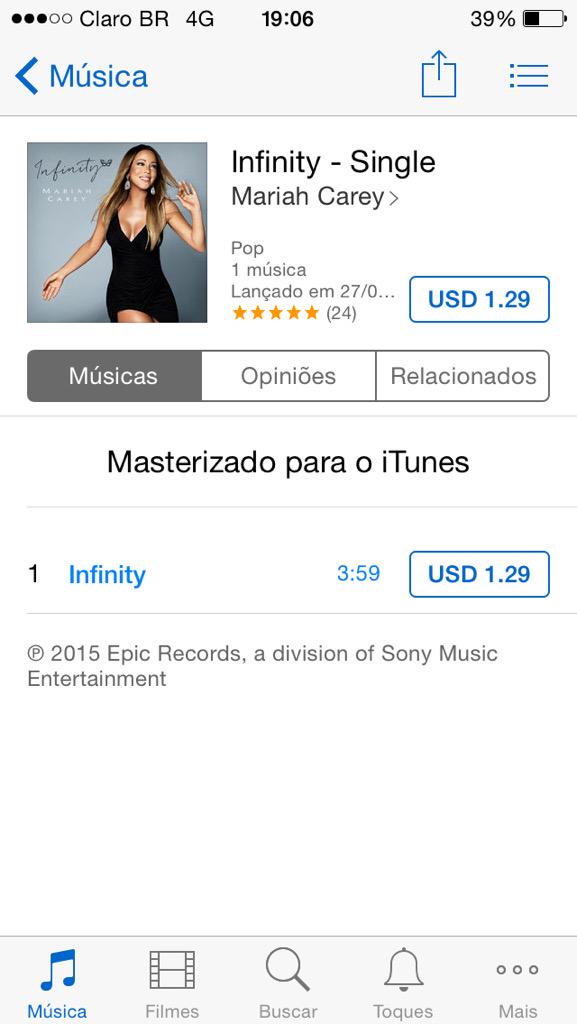 Claro BR 4G 19:06 39%
Música
Infinity
MARIAH
CAREY
Infinity - Single
Mariah Carey >
Pop
1 música
Lançado em 27/0...
(24)
USD 1.29
Músicas Opiniões Relacionados
Masterizado para o iTunes
1 Infinity 3:59 USD 1.29
℗ 2015 Epic Records, a division of Sony Music
Entertainment
Música Filmes Buscar Toques Mais